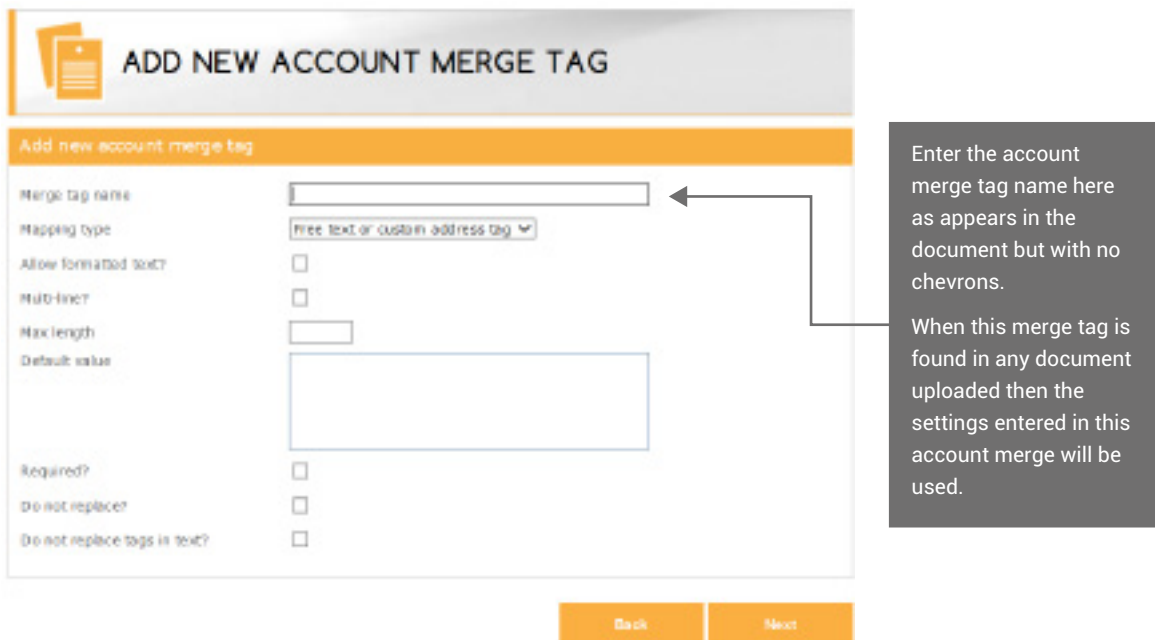 ADD NEW ACCOUNT MERGE TAG
Add new account merge tag
Merge tag name
Mapping type
Free text or custom address tag
Allow formatted text?
Multi-line?
Max length
Default value
Required?
Do not replace?
Do not replace tags in text?
Back
Next
Enter the account
merge tag name here
as appears in the
document but with no
chevrons.
When this merge tag is
found in any document
uploaded then the
settings entered in this
account merge will be
used.